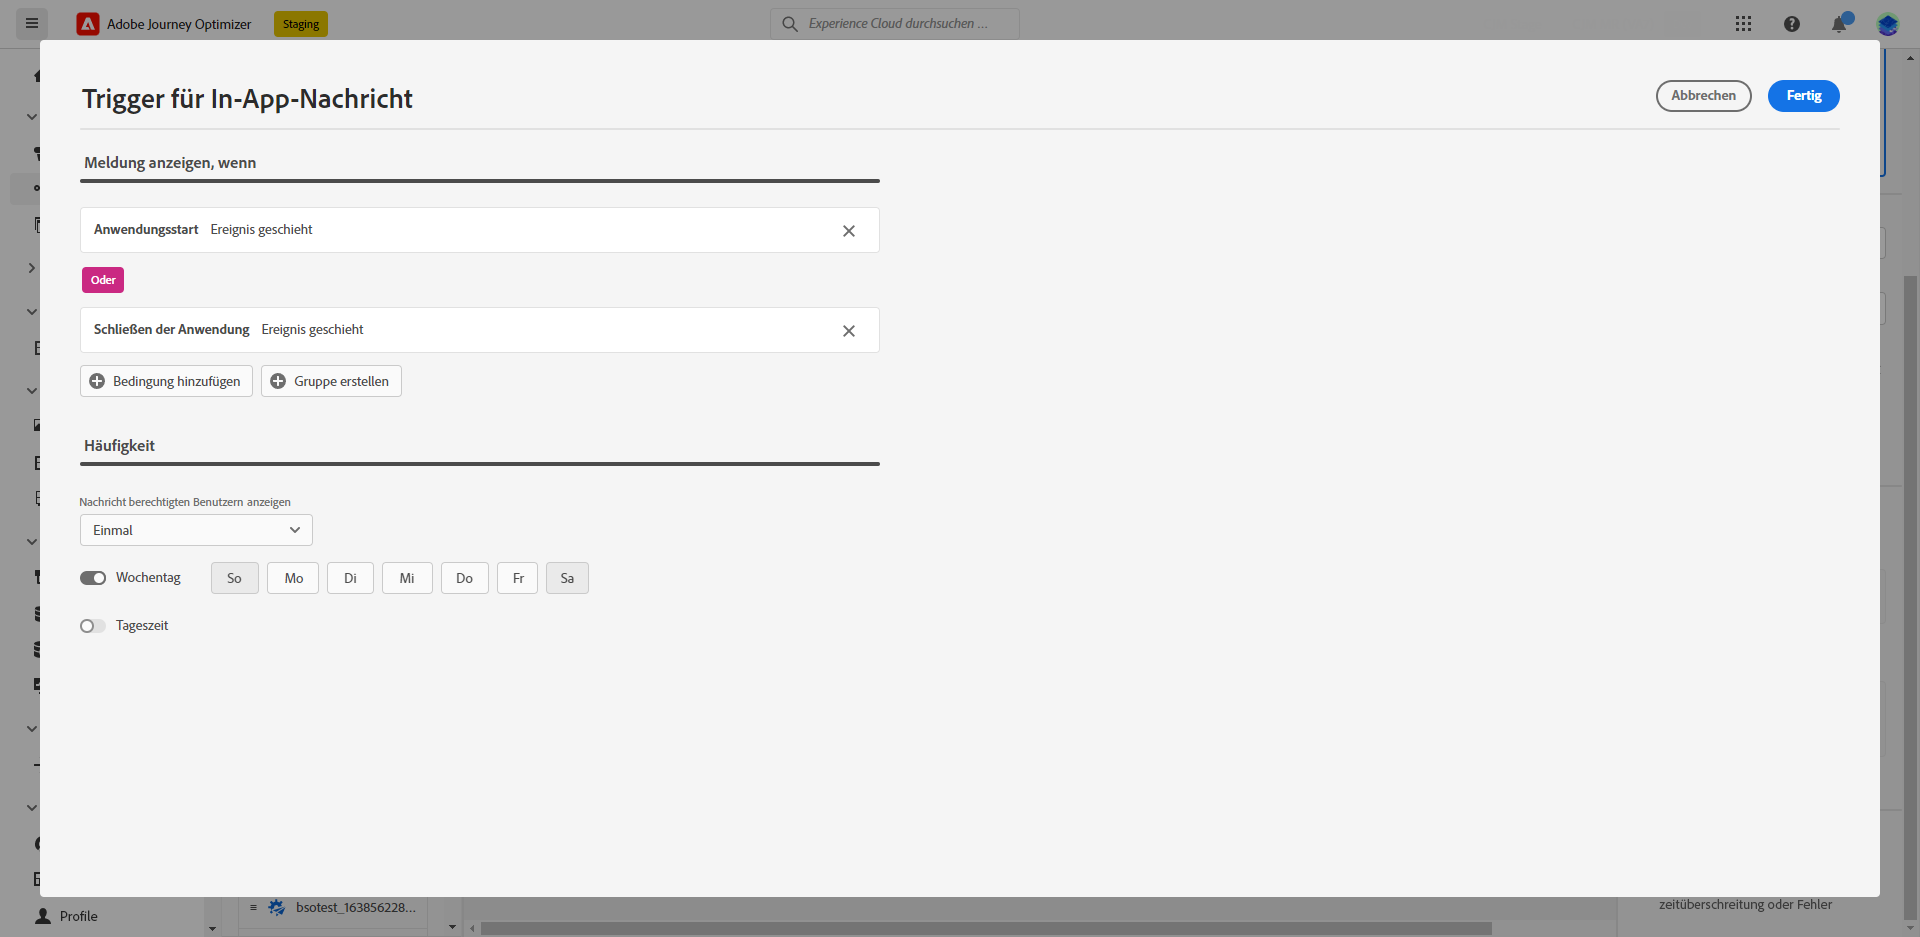 Adobe Journey Optimizer
Staging
Experience Cloud durchsuchen ...
Trigger für In-App-Nachricht
Abbrechen
Fertig
Meldung anzeigen, wenn
Anwendungsstart Ereignis geschieht
Oder
Schließen der Anwendung Ereignis geschieht
Bedingung hinzufügen
Gruppe erstellen
Häufigkeit
Nachricht berechtigten Benutzern anzeigen
Einmal
Wochentag So Mo Di Mi Do Fr Sa
Tageszeit
Profile
bsotest_163856228...
zeitüberschreitung oder Fehler